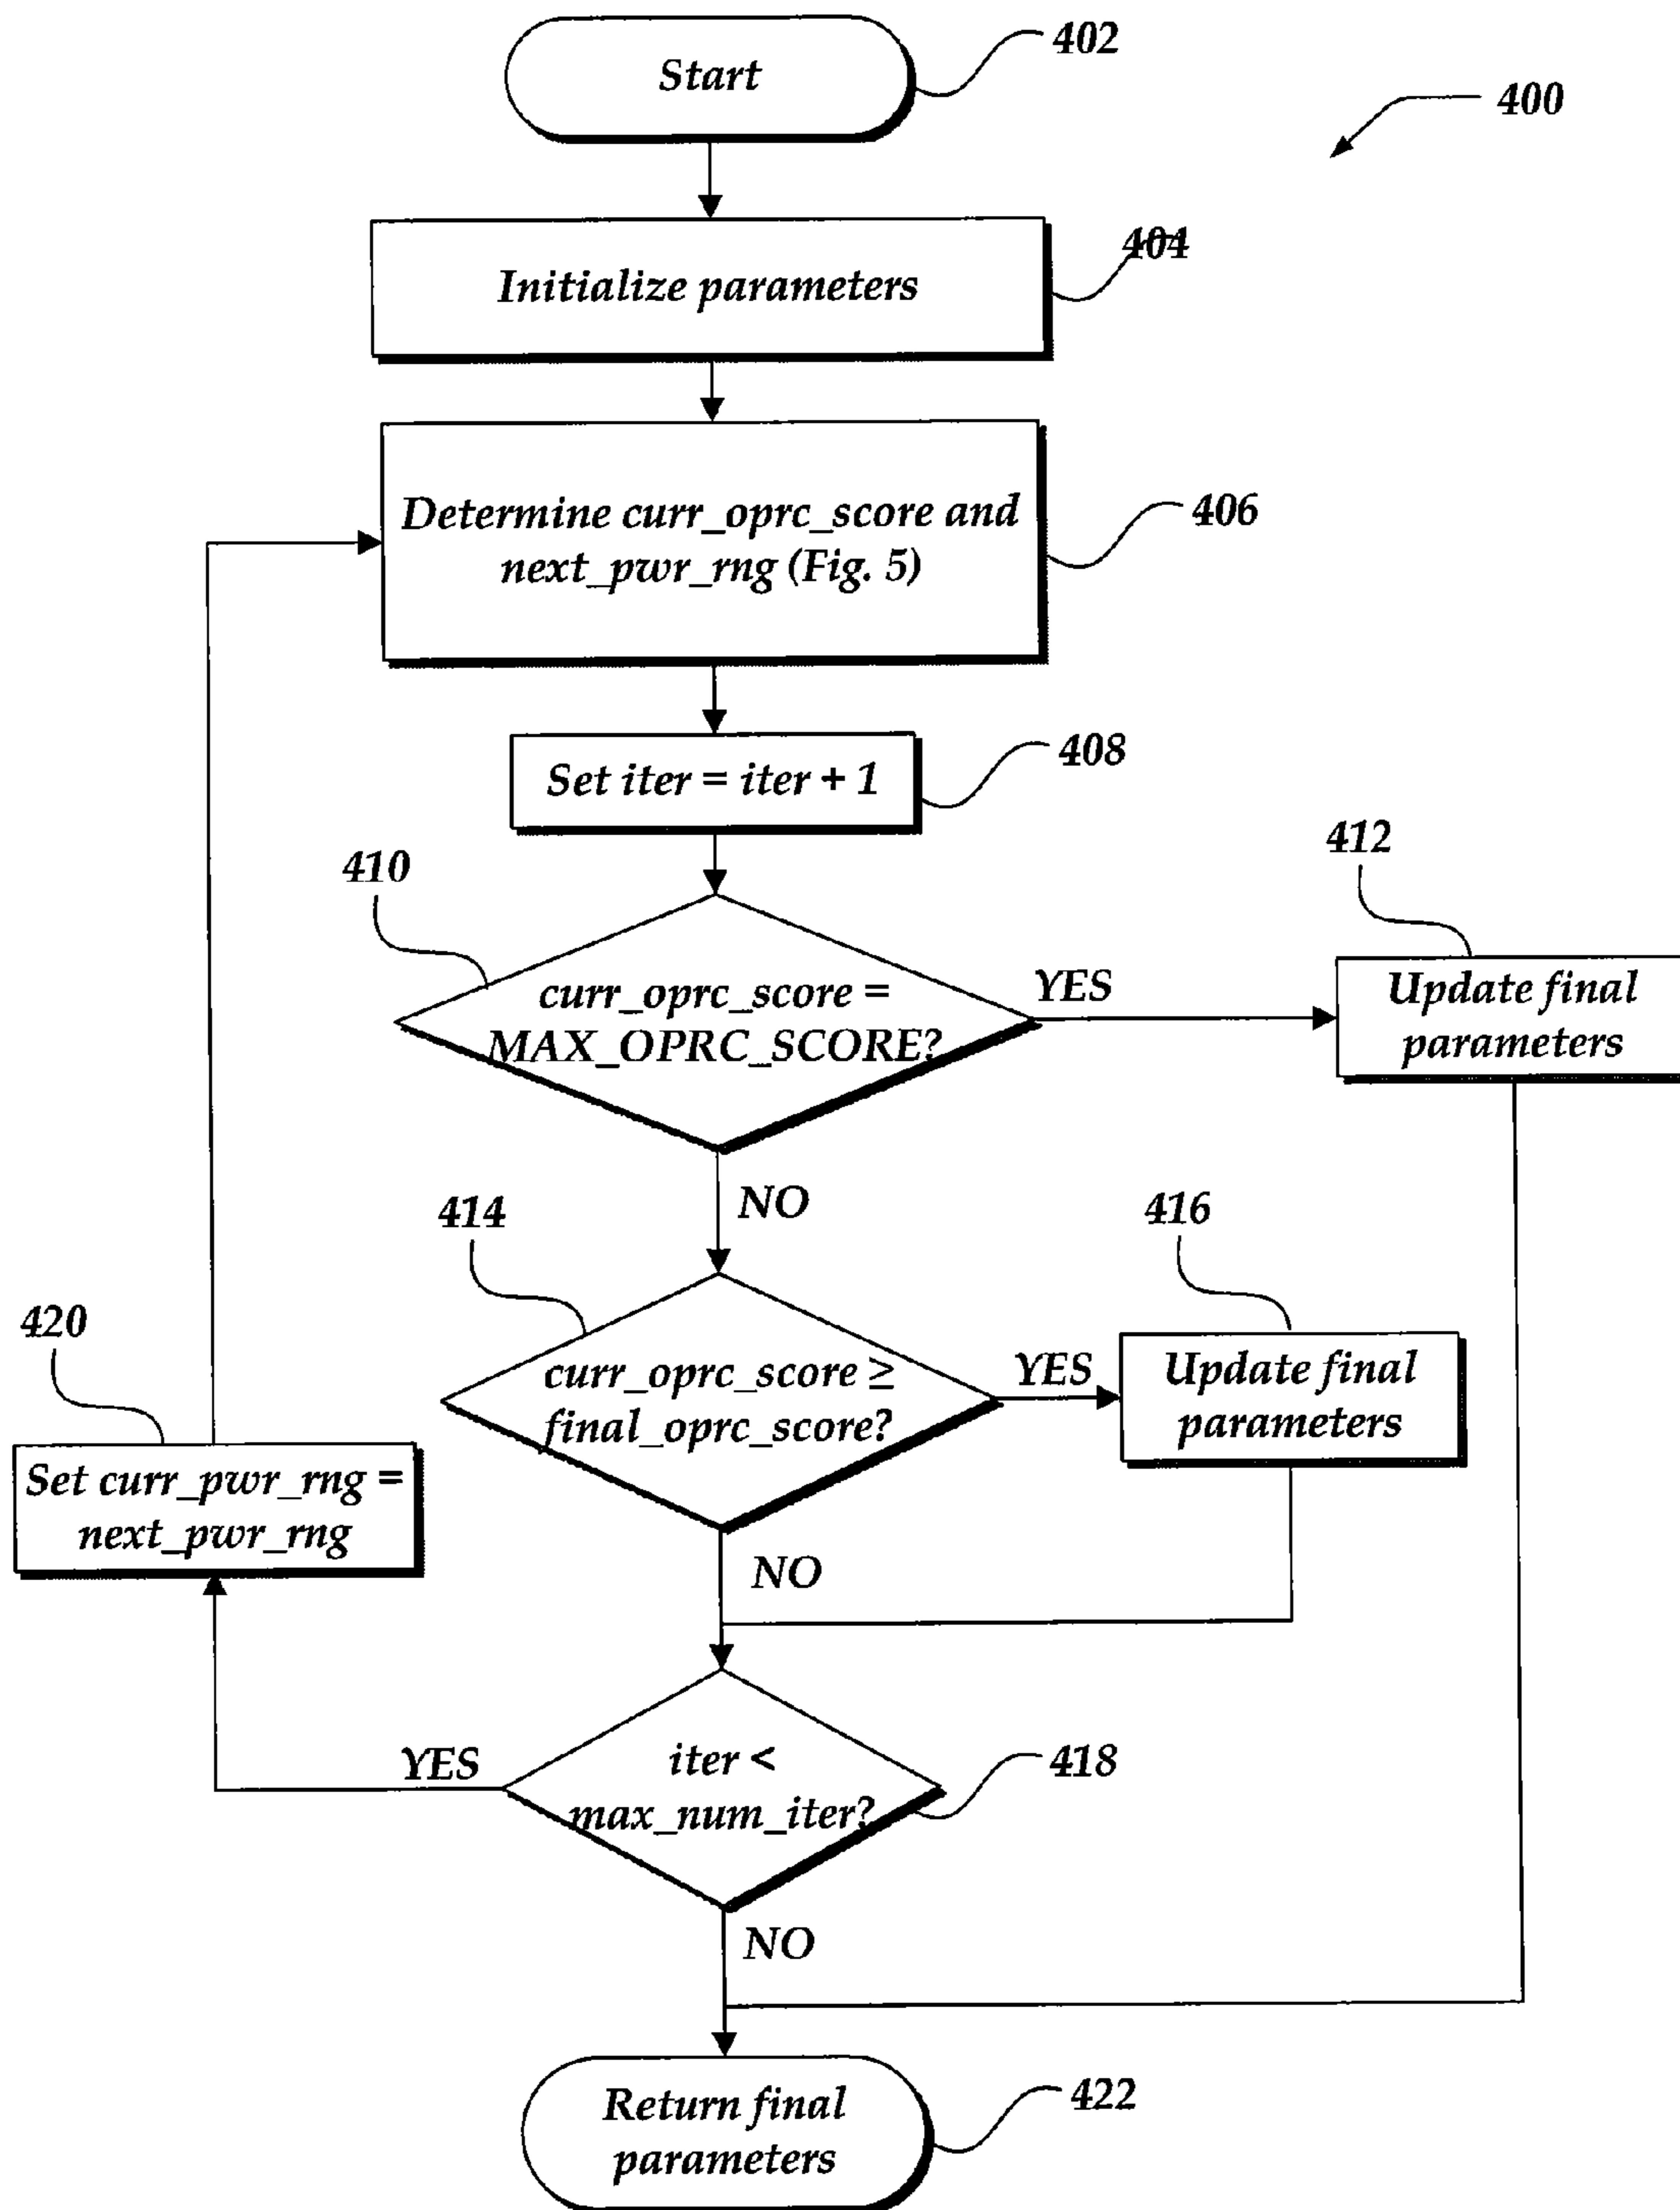 Start
402
400
Initialize parameters
404
Determine curr_oprc_score and
next_pwr_rng (Fig. 5)
406
Set iter = iter + 1
408
410
curr_oprc_score =
MAX_OPRC_SCORE?
YES
412
Update final
parameters
NO
414
curr_oprc_score ≥
final_oprc_score?
YES
416
Update final
parameters
420
Set curr_pwr_rng =
next_pwr_rng
NO
YES
iter <
max_num_iter?
418
NO
Return final
parameters
422